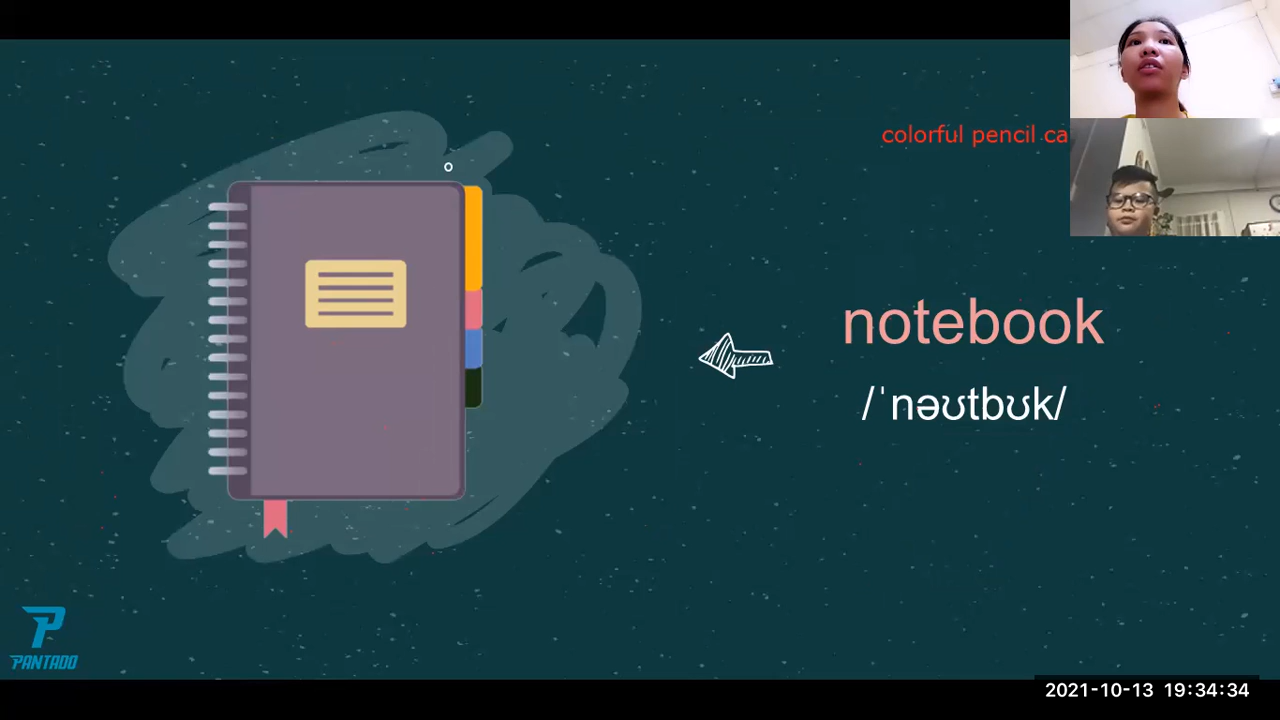 colorful pencil ca
notebook
/ˈnəʊtbʊk/
PANTADO
2021-10-13 19:34:34